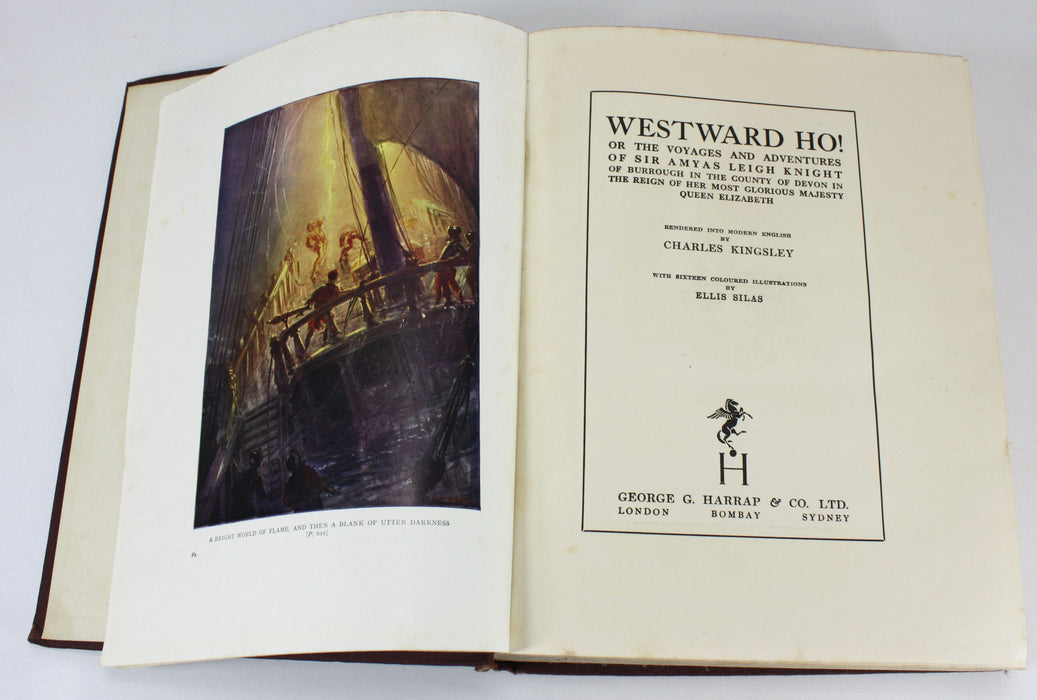 A BRIGHT WORLD OF FLAME, AND THEN A BLANK OF UTTER DARKNESS
[P. 621]
Fr.
WESTWARD HO!
OR THE VOYAGES AND ADVENTURES
OF SIR AMYAS LEIGH KNIGHT
OF BURROUGH IN THE COUNTY OF DEVON IN
THE REIGN OF HER MOST GLORIOUS MAJESTY
QUEEN ELIZABETH
RENDERED INTO MODERN ENGLISH
BY
CHARLES KINGSLEY
WITH SIXTEEN COLOURED ILLUSTRATIONS
BY
ELLIS SILAS
H
GEORGE G. HARRAP & CO. LTD.
LONDON BOMBAY SYDNEY